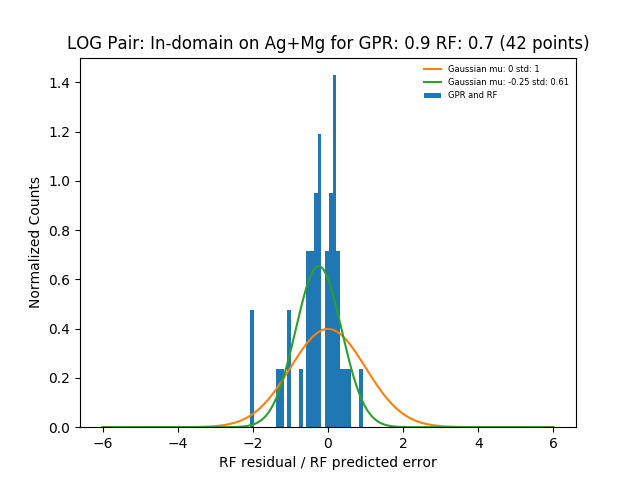 LOG Pair: In-domain on Ag+Mg for GPR: 0.9 RF: 0.7 (42 points)
Gaussian mu: 0 std: 1
Gaussian mu: -0.25 std: 0.61
GPR and RF
Normalized Counts
1.4
1.2
1.0
0.8
0.6
0.4
0.2
0.0
−6 −4 −2 0 2 4 6
RF residual / RF predicted error